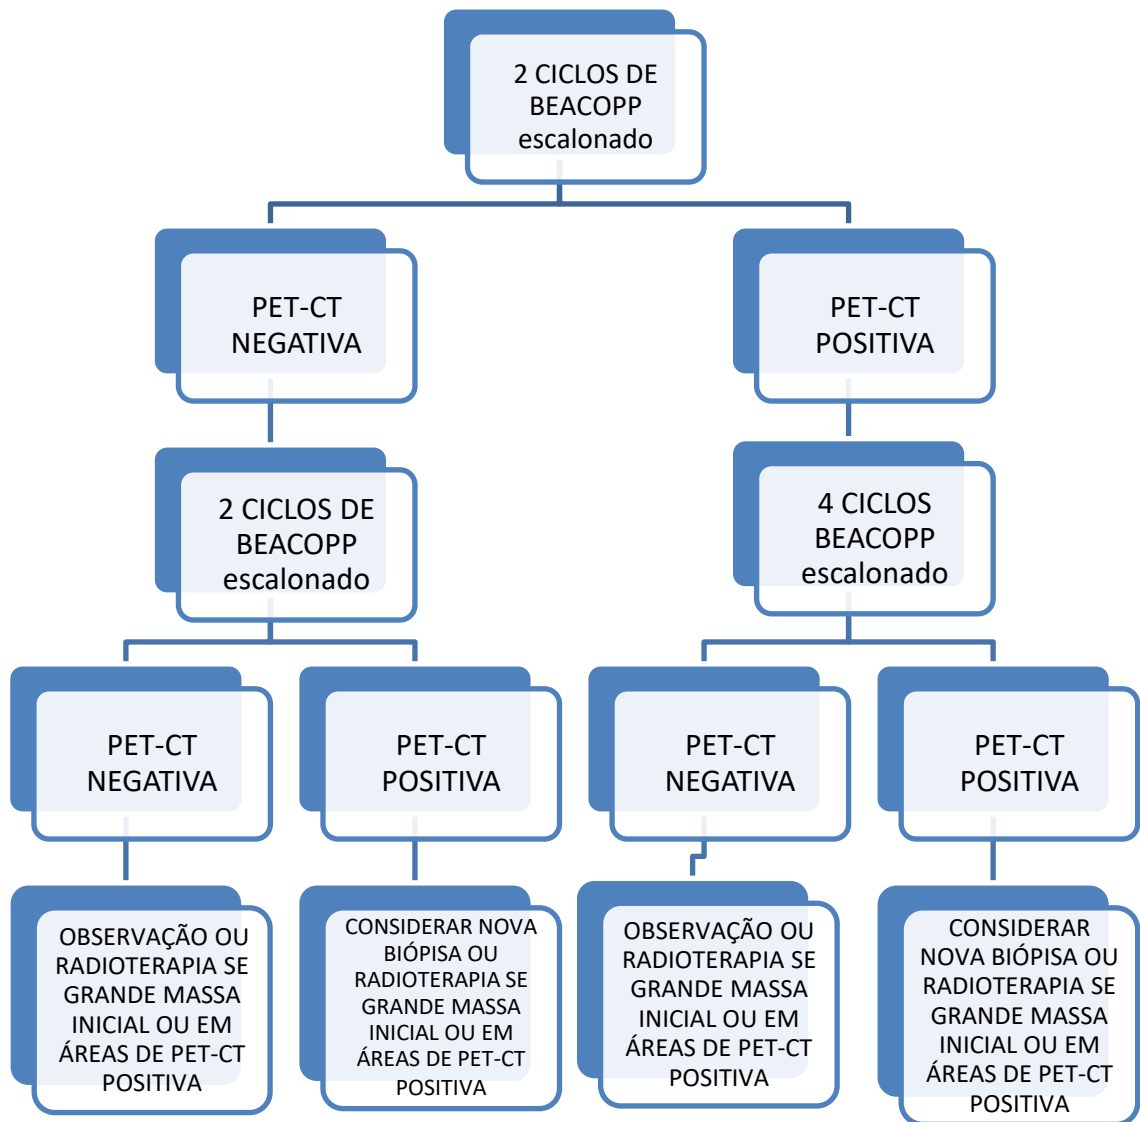 2 CICLOS DE
BEACOPP
escalonado
PET-CT
NEGATIVA
PET-CT
POSITIVA
2 CICLOS DE
BEACOPP
escalonado
4 CICLOS
BEACOPP
escalonado
PET-CT
NEGATIVA
PET-CT
POSITIVA
PET-CT
NEGATIVA
PET-CT
POSITIVA
OBSERVAÇÃO OU
RADIOTERAPIA SE
GRANDE MASSA
INICIAL OU EM
ÁREAS DE PET-CT
POSITIVA
CONSIDERAR NOVA
BIÓPISA OU
RADIOTERAPIA SE
GRANDE MASSA
INICIAL OU EM
ÁREAS DE PET-CT
POSITIVA
OBSERVAÇÃO OU
RADIOTERAPIA SE
GRANDE MASSA
INICIAL OU EM
ÁREAS DE PET-CT
POSITIVA
CONSIDERAR
NOVA BIÓPISA OU
RADIOTERAPIA SE
GRANDE MASSA
INICIAL OU EM
ÁREAS DE PET-CT
POSITIVA